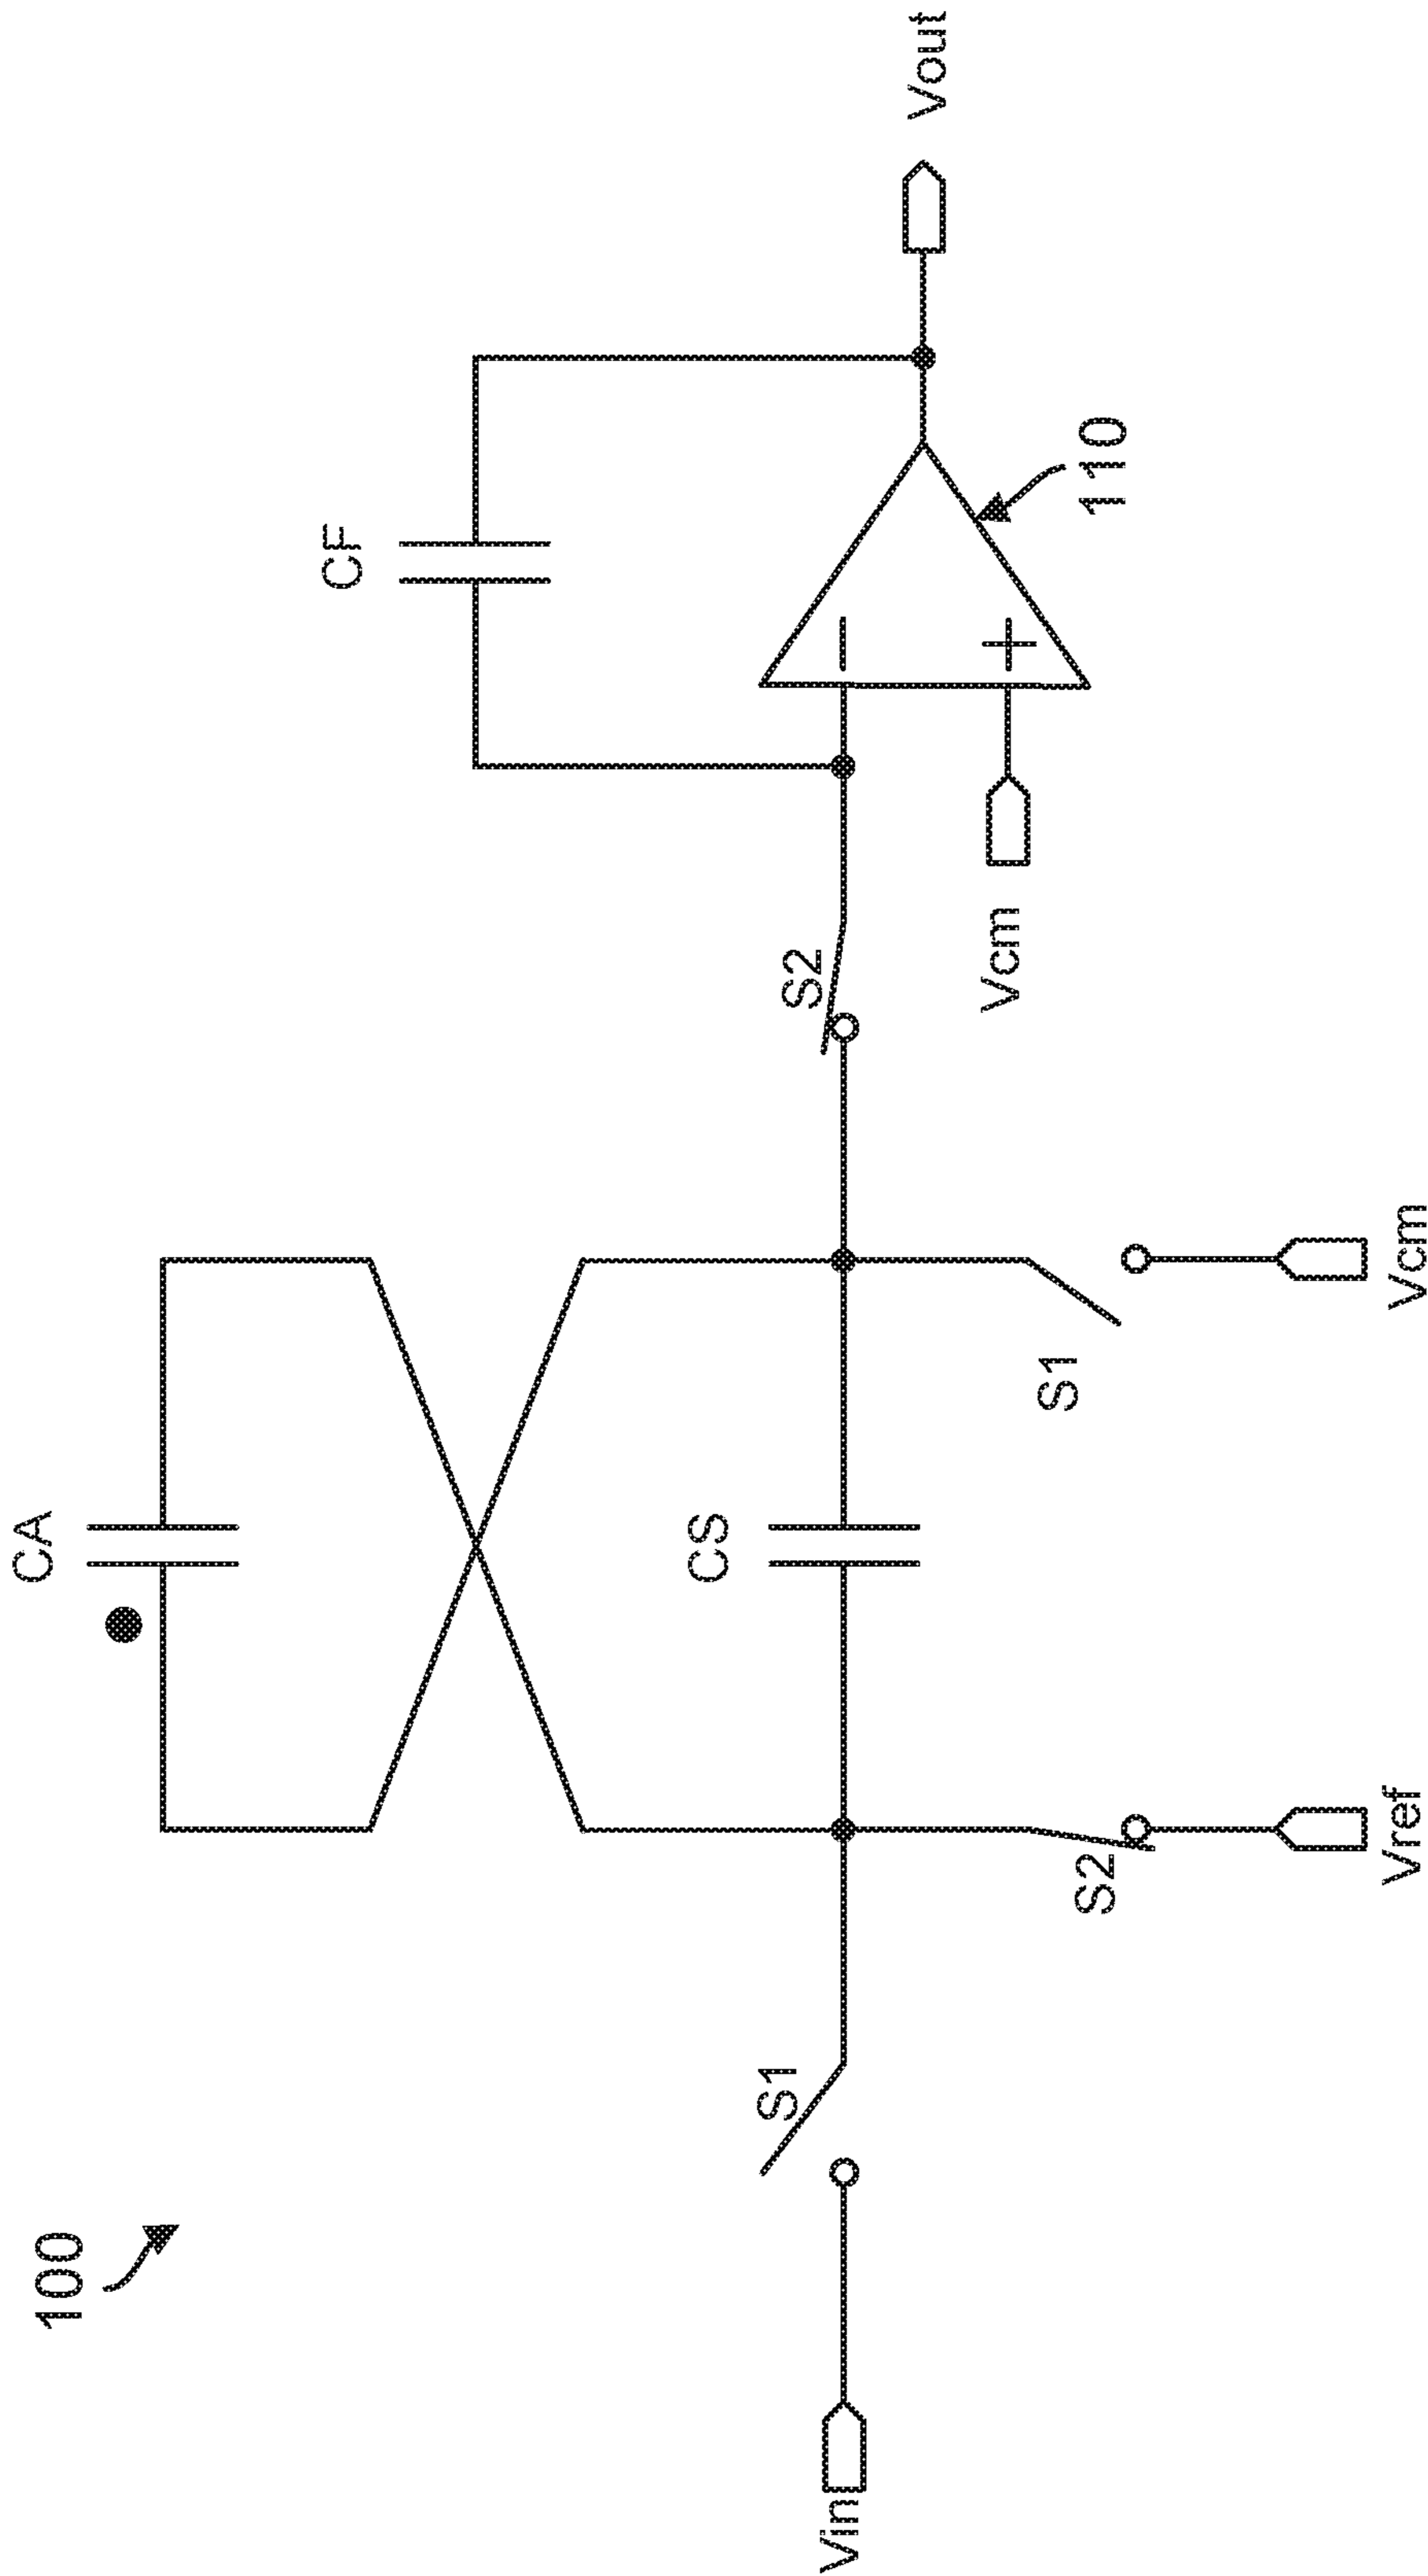 100
CA
CF
CS
S1
S2
S2
S1
Vin
Vref
Vcm
Vcm
110
Vout
−
+